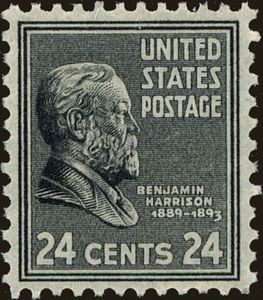 UNITED
STATES
POSTAGE
BENJAMIN
HARRISON
1889-1893
24 CENTS 24